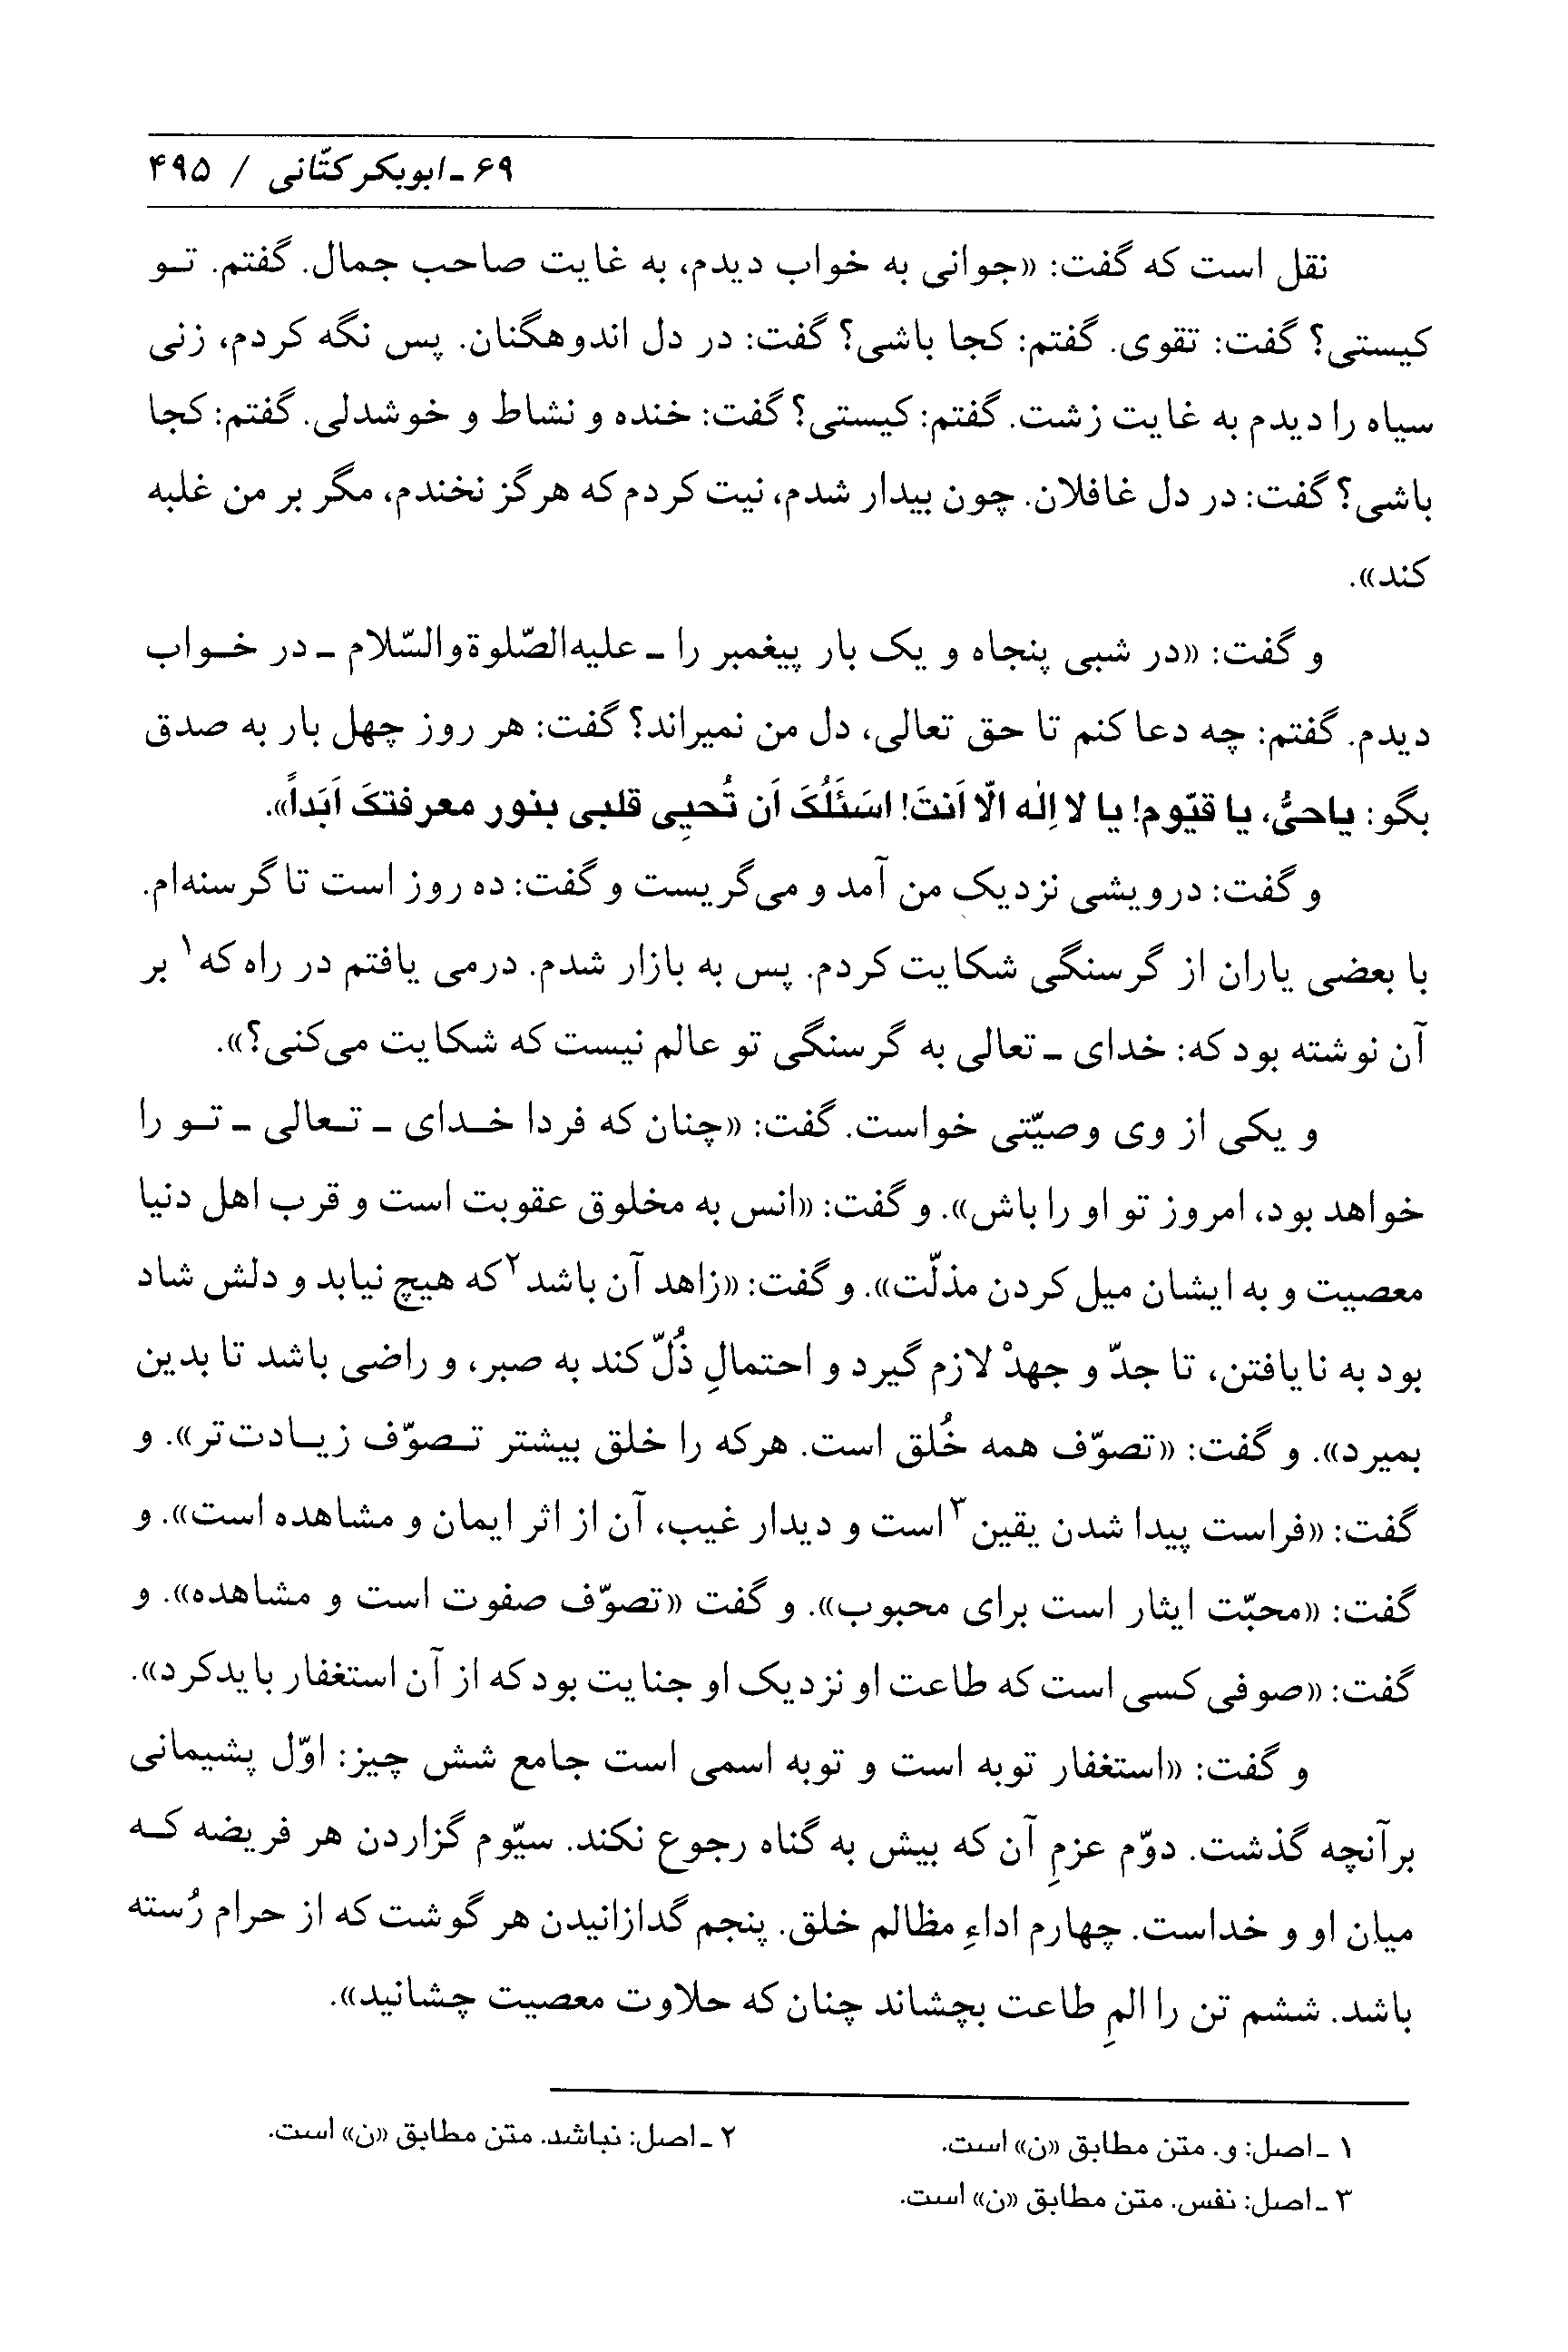 ۶۹ ـ ابوبکر کتّانی / ۴۹۵
نقل است که گفت: «جوانی به خواب دیدم، به غایت صاحب جمال. گفتم. تو
کیستی؟ گفت: تقوی. گفتم: کجا باشی؟ گفت: در دل اندوهگنان. پس نگه کردم، زنی
سیاه را دیدم به غایت زشت. گفتم: کیستی؟ گفت: خنده و نشاط و خوشدلی. گفتم: کجا
باشی؟ گفت: در دل غافلان. چون بیدار شدم، نیت کردم که هرگز نخندم، مگر بر من غلبه
کند».
و گفت: «در شبی پنجاه و یک بار پیغمبر را ـ علیه‌الصّلوة‌والسّلام ـ در خواب
دیدم. گفتم: چه دعا کنم تا حق تعالی، دل من نمیراند؟ گفت: هر روز چهل بار به صدق
بگو: یاحیُّ، یا قیّوم! یا لا اِلٰه الّا اَنتَ! اسَئَلُکَ اَن تُحیِی قلبی بنور معرفتکَ اَبَداً».
و گفت: درویشی نزدیک من آمد و می‌گریست و گفت: ده روز است تا گرسنه‌ام.
با بعضی یاران از گرسنگی شکایت کردم. پس به بازار شدم. درمی یافتم در راه که۱ بر
آن نوشته بود که: خدای ـ تعالی به گرسنگی تو عالم نیست که شکایت می‌کنی؟».
و یکی از وی وصیّتی خواست. گفت: «چنان که فردا خدای ـ تعالی ـ تو را
خواهد بود، امروز تو او را باش». و گفت: «انس به مخلوق عقوبت است و قرب اهل دنیا
معصیت و به ایشان میل کردن مذلّت». و گفت: «زاهد آن باشد۲ که هیچ نیابد و دلش شاد
بود به نایافتن، تا جدّ و جهدْ لازم گیرد و احتمالِ ذُلّ کند به صبر، و راضی باشد تا بدین
بمیرد». و گفت: «تصوّف همه خُلق است. هرکه را خلق بیشتر تصوّف زیادت‌تر». و
گفت: «فراست پیدا شدن یقین۳ است و دیدار غیب، آن از اثر ایمان و مشاهده است». و
گفت: «محبّت ایثار است برای محبوب». و گفت «تصوّف صفوت است و مشاهده». و
گفت: «صوفی کسی است که طاعت او نزدیک او جنایت بود که از آن استغفار باید کرد».
و گفت: «استغفار توبه است و توبه اسمی است جامع شش چیز: اوّل پشیمانی
برآنچه گذشت. دوّم عزمِ آن که بیش به گناه رجوع نکند. سیّوم گزاردن هر فریضه که
میان او و خداست. چهارم اداءِ مظالم خلق. پنجم گدازانیدن هر گوشت که از حرام رُسته
باشد. ششم تن را المِ طاعت بچشاند چنان که حلاوت معصیت چشانید».
۱ ـ اصل: و. متن مطابق «ن» است. ۲ ـ اصل: نباشد. متن مطابق «ن» است.
۳ ـ اصل: نفس. متن مطابق «ن» است.